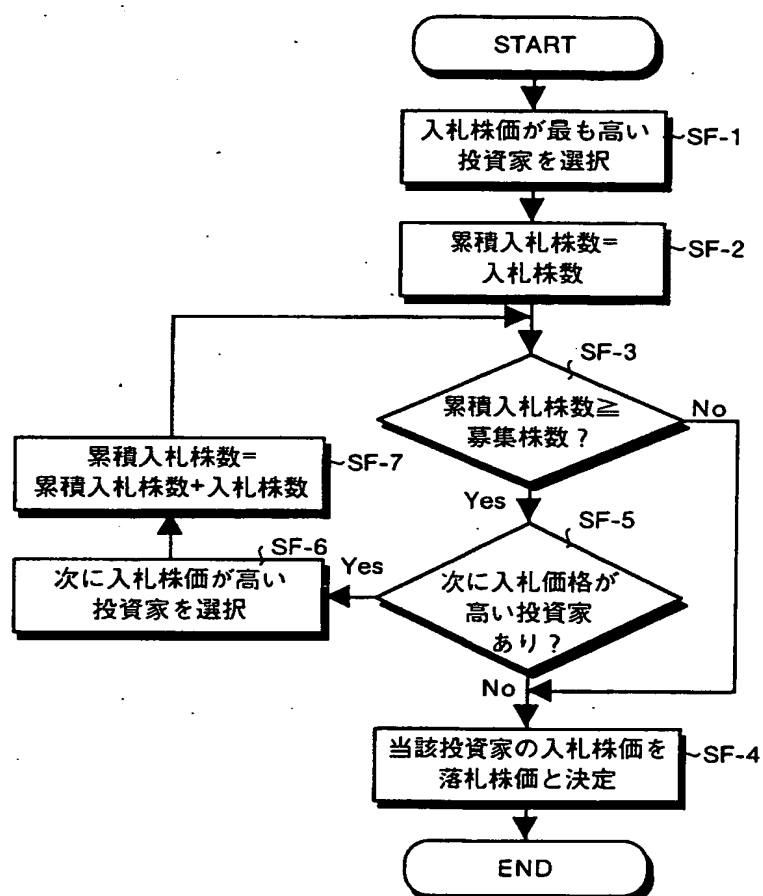 START
入札株価が最も高い
投資家を選択
SF-1
累積入札株数=
入札株数
SF-2
SF-3
累積入札株数≧
募集株数?
No
Yes
累積入札株数=
累積入札株数+入札株数
SF-7
SF-5
次に入札価格が
高い投資家
あり?
Yes
SF-6
次に入札株価が高い
投資家を選択
No
当該投資家の入札株価を
落札株価と決定
SF-4
END